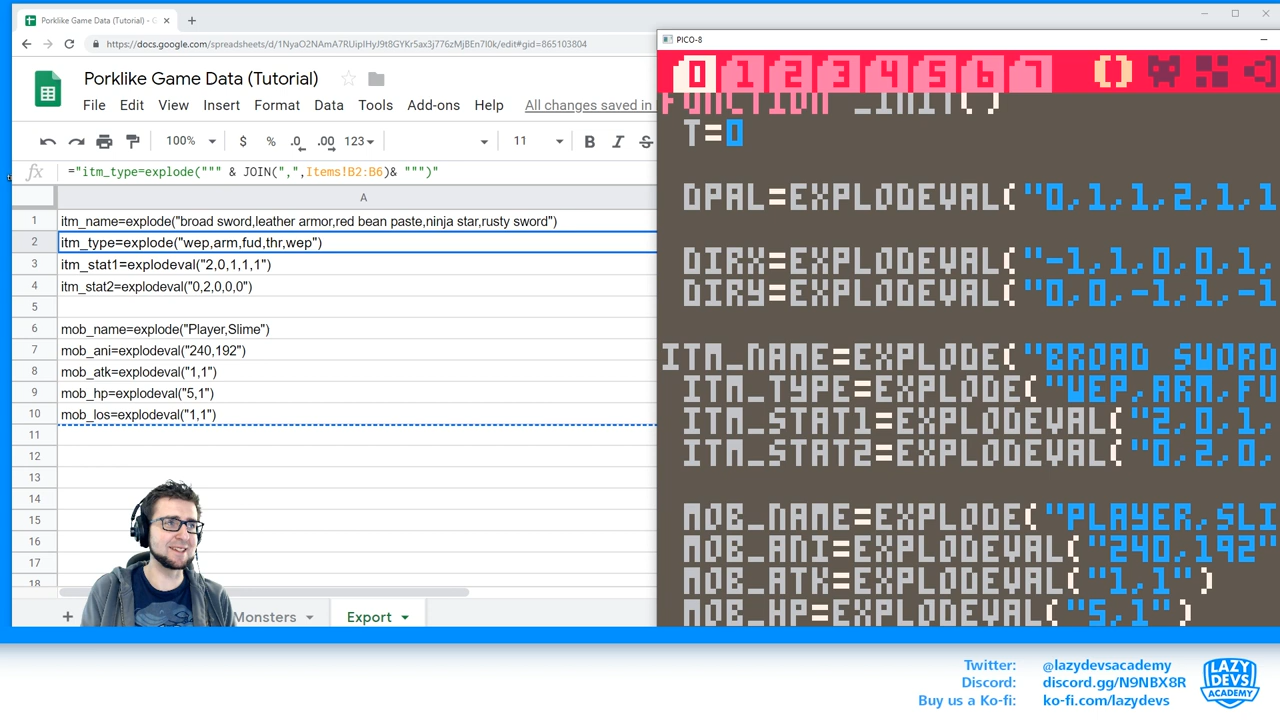 Porklike Game Data (Tutorial) - G
https://docs.google.com/spreadsheets/d/1NyaO2NAmA7RUipIHyJ9t8GYKr5ax3j776zMjBEn7I0k/edit#gid=865103804
Porklike Game Data (Tutorial)
File Edit View Insert Format Data Tools Add-ons Help All changes saved in
100% $ % .0 .00 123 11 B I S
fx ="itm_type=explode(""" & JOIN(",",Items!B2:B6)& """)"
A
1 itm_name=explode("broad sword,leather armor,red bean paste,ninja star,rusty sword")
2 itm_type=explode("wep,arm,fud,thr,wep")
3 itm_stat1=explodeval("2,0,1,1,1")
4 itm_stat2=explodeval("0,2,0,0,0")
5
6 mob_name=explode("Player,Slime")
7 mob_ani=explodeval("240,192")
8 mob_atk=explodeval("1,1")
9 mob_hp=explodeval("5,1")
10 mob_los=explodeval("1,1")
11
12
13
14
15
16
17
18
+ Monsters Export
PICO-8
0 1 2 3 4 5 6 7
FUNCTION _INIT()
T=0
DPAL=EXPLODEVAL("0,1,1,2,1,1
DIRX=EXPLODEVAL("-1,1,0,0,1,
DIRY=EXPLODEVAL("0,0,-1,1,-1
ITM_NAME=EXPLODE("BROAD SWORD
ITM_TYPE=EXPLODE("WEP,ARM,FU
ITM_STAT1=EXPLODEVAL("2,0,1,
ITM_STAT2=EXPLODEVAL("0,2,0,
MOB_NAME=EXPLODE("PLAYER,SLI
MOB_ANI=EXPLODEVAL("240,192"
MOB_ATK=EXPLODEVAL("1,1")
MOB_HP=EXPLODEVAL("5,1")
Twitter: @lazydevsacademy
Discord: discord.gg/N9NBX8R
Buy us a Ko-fi: ko-fi.com/lazydevs
LAZY
DEVS
ACADEMY